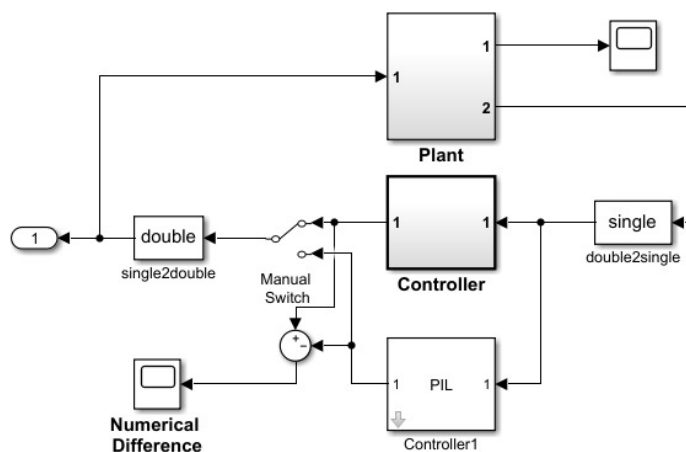 1
1
2
Plant
1
double
single2double
Manual
Switch
1
1
Controller
single
double2single
+
−
Numerical
Difference
1
PIL
1
Controller1